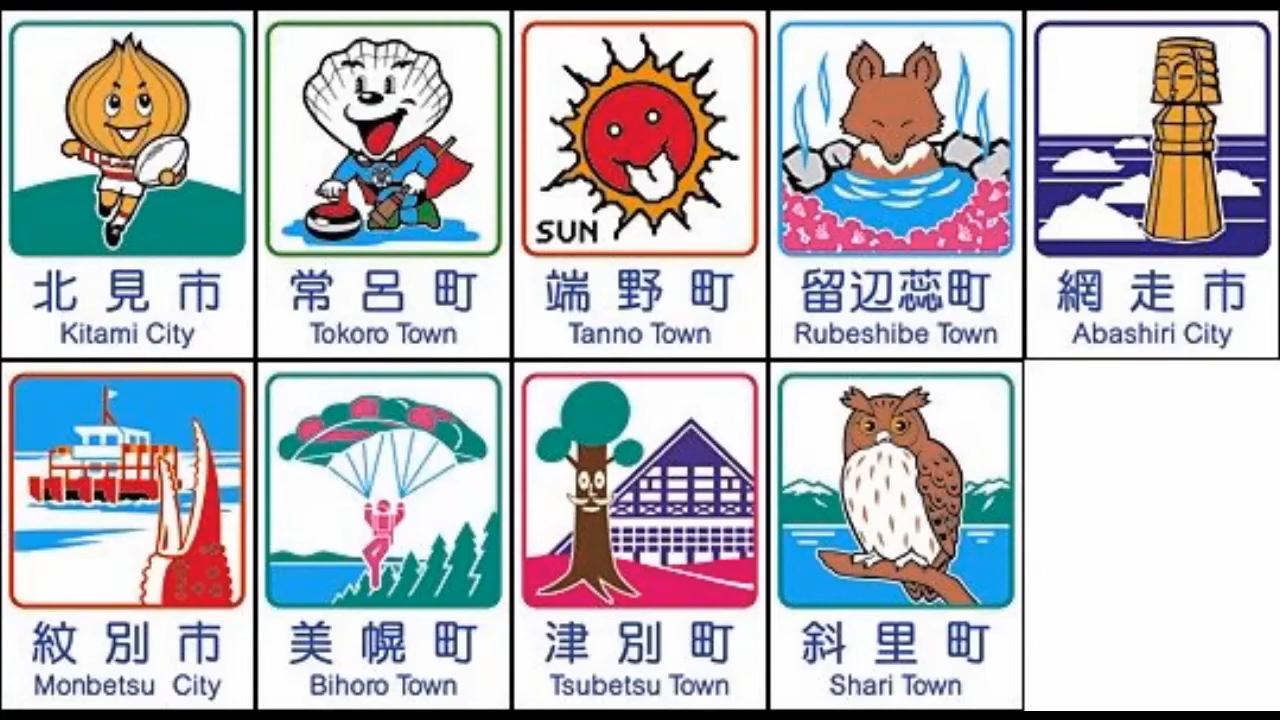 SUN
北見市
Kitami City
常呂町
Tokoro Town
端野町
Tanno Town
留辺蕊町
Rubeshibe Town
網走市
Abashiri City
紋別市
Monbetsu City
美幌町
Bihoro Town
津別町
Tsubetsu Town
斜里町
Shari Town